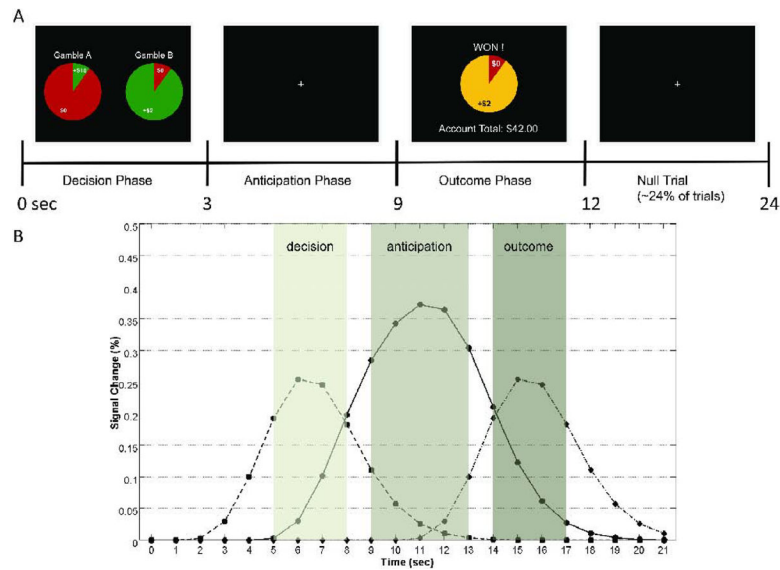 A
Gamble A
Gamble B
+$10
$0
$0
+$2
+
WON !
$0
+$2
Account Total: $42.00
+
Decision Phase
Anticipation Phase
Outcome Phase
Null Trial
(~24% of trials)
0 sec
3
9
12
24
B
decision
anticipation
outcome
Signal Change (%)
0.5
0.45
0.4
0.35
0.3
0.25
0.2
0.15
0.1
0.05
0
0 1 2 3 4 5 6 7 8 9 10 11 12 13 14 15 16 17 18 19 20 21
Time (sec)